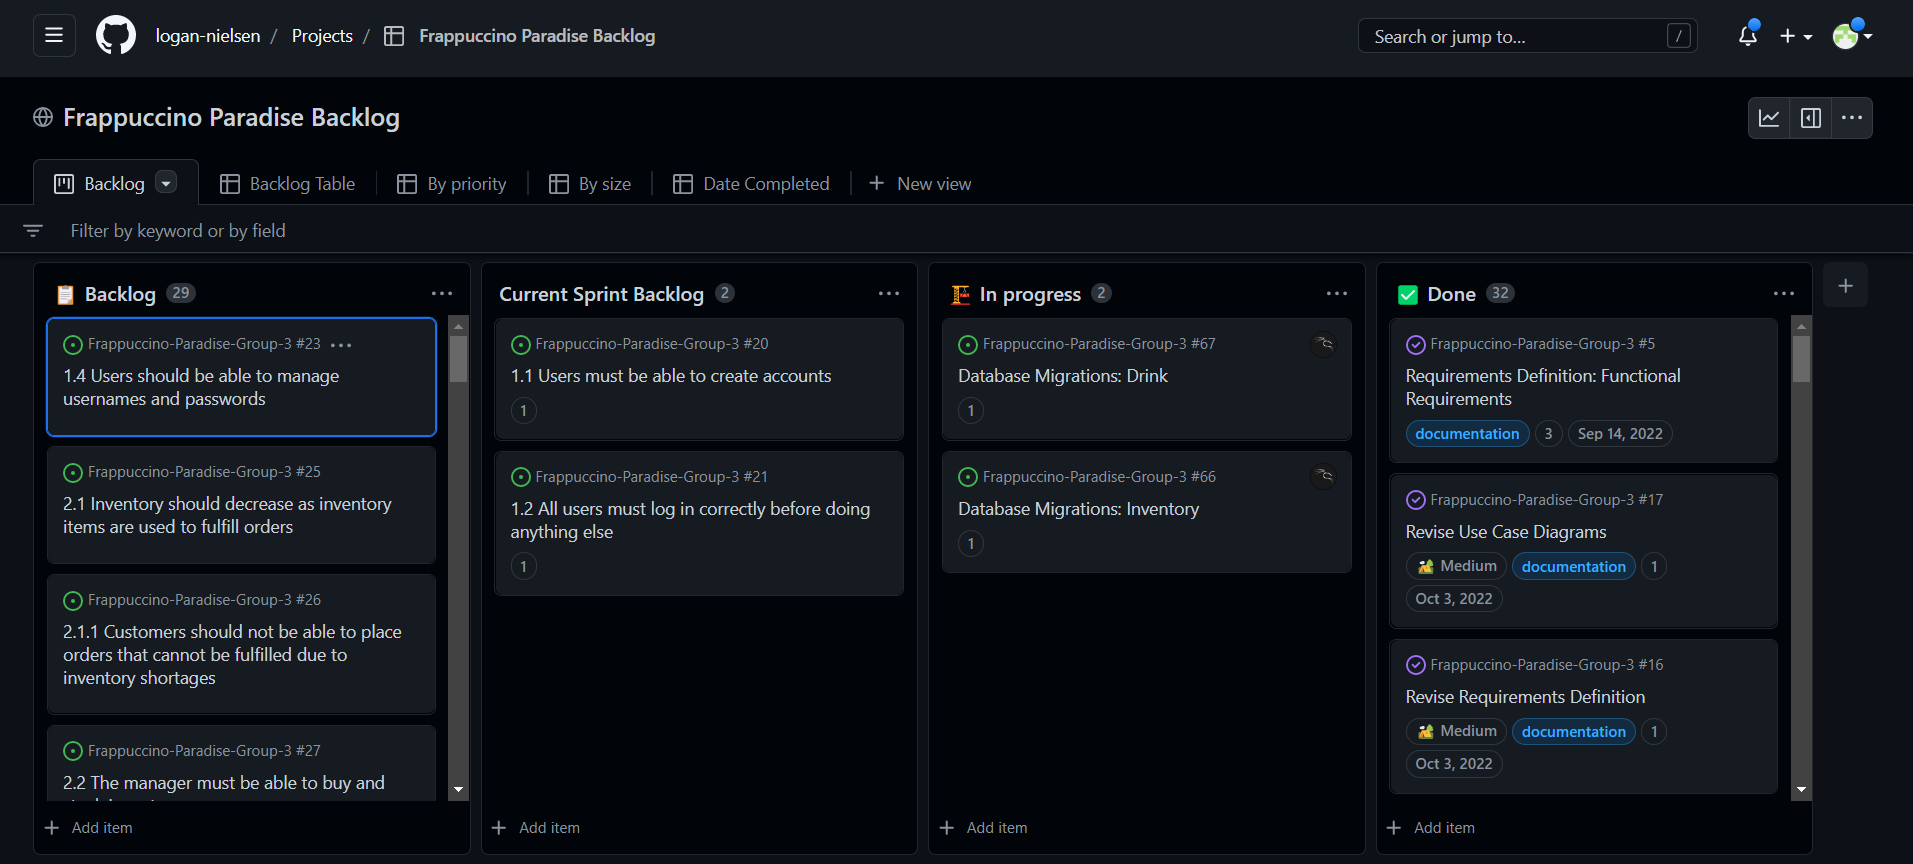 logan-nielsen / Projects / Frappuccino Paradise Backlog
Search or jump to... /
Frappuccino Paradise Backlog
Backlog
Backlog Table
By priority
By size
Date Completed
New view
Filter by keyword or by field
Backlog 29
Frappuccino-Paradise-Group-3 #23
1.4 Users should be able to manage
usernames and passwords
Frappuccino-Paradise-Group-3 #25
2.1 Inventory should decrease as inventory
items are used to fulfill orders
Frappuccino-Paradise-Group-3 #26
2.1.1 Customers should not be able to place
orders that cannot be fulfilled due to
inventory shortages
Frappuccino-Paradise-Group-3 #27
2.2 The manager must be able to buy and
Add item
Current Sprint Backlog 2
Frappuccino-Paradise-Group-3 #20
1.1 Users must be able to create accounts
1
Frappuccino-Paradise-Group-3 #21
1.2 All users must log in correctly before doing
anything else
1
Add item
In progress 2
Frappuccino-Paradise-Group-3 #67
Database Migrations: Drink
1
Frappuccino-Paradise-Group-3 #66
Database Migrations: Inventory
1
Add item
Done 32
Frappuccino-Paradise-Group-3 #5
Requirements Definition: Functional
Requirements
documentation 3 Sep 14, 2022
Frappuccino-Paradise-Group-3 #17
Revise Use Case Diagrams
Medium documentation 1
Oct 3, 2022
Frappuccino-Paradise-Group-3 #16
Revise Requirements Definition
Medium documentation 1
Oct 3, 2022
Add item